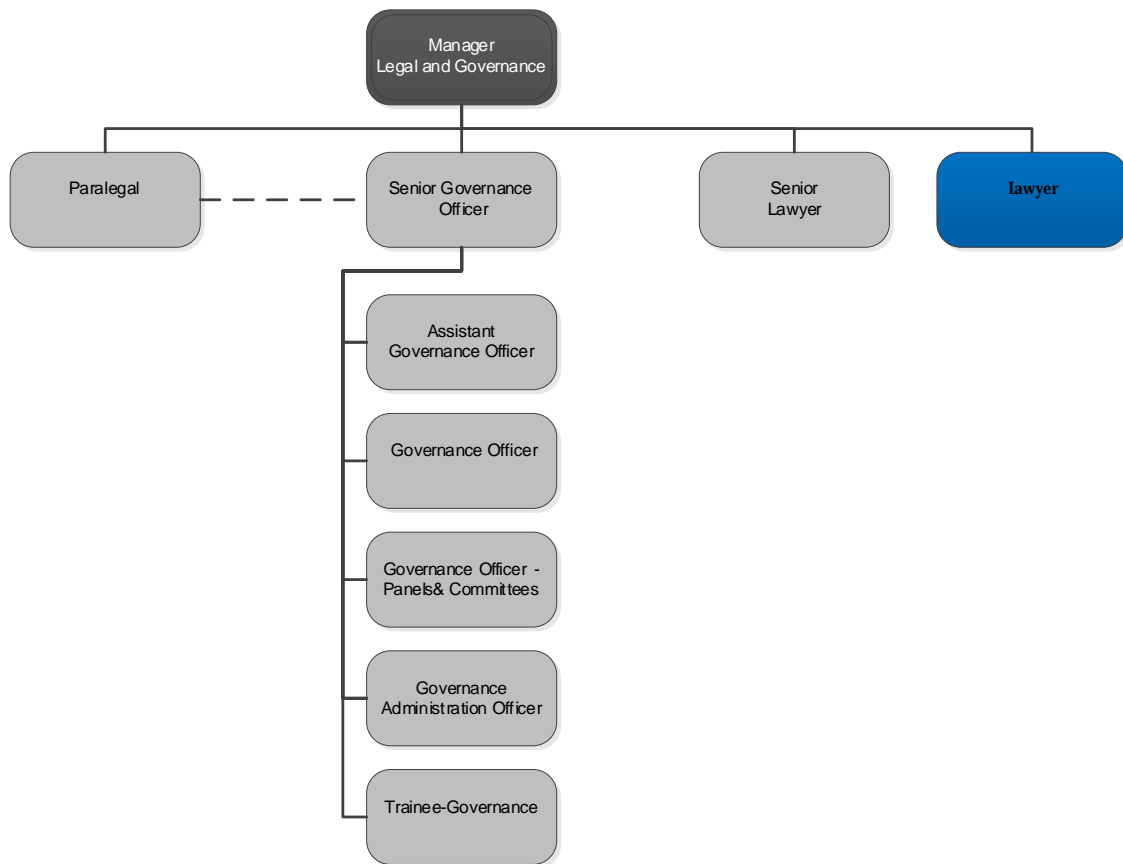 Manager
Legal and Governance
Paralegal
Senior Governance
Officer
Senior
Lawyer
Lawyer
Assistant
Governance Officer
Governance Officer
Governance Officer -
Panels& Committees
Governance
Administration Officer
Trainee-Governance